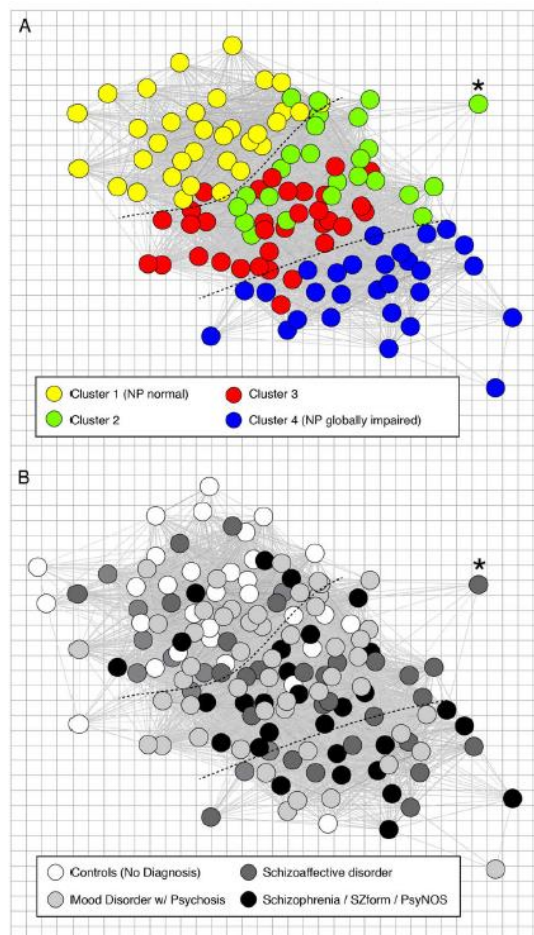 A
*
Cluster 1 (NP normal)
Cluster 3
Cluster 2
Cluster 4 (NP globally impaired)
B
*
Controls (No Diagnosis)
Schizoaffective disorder
Mood Disorder w/ Psychosis
Schizophrenia / SZform / PsyNOS